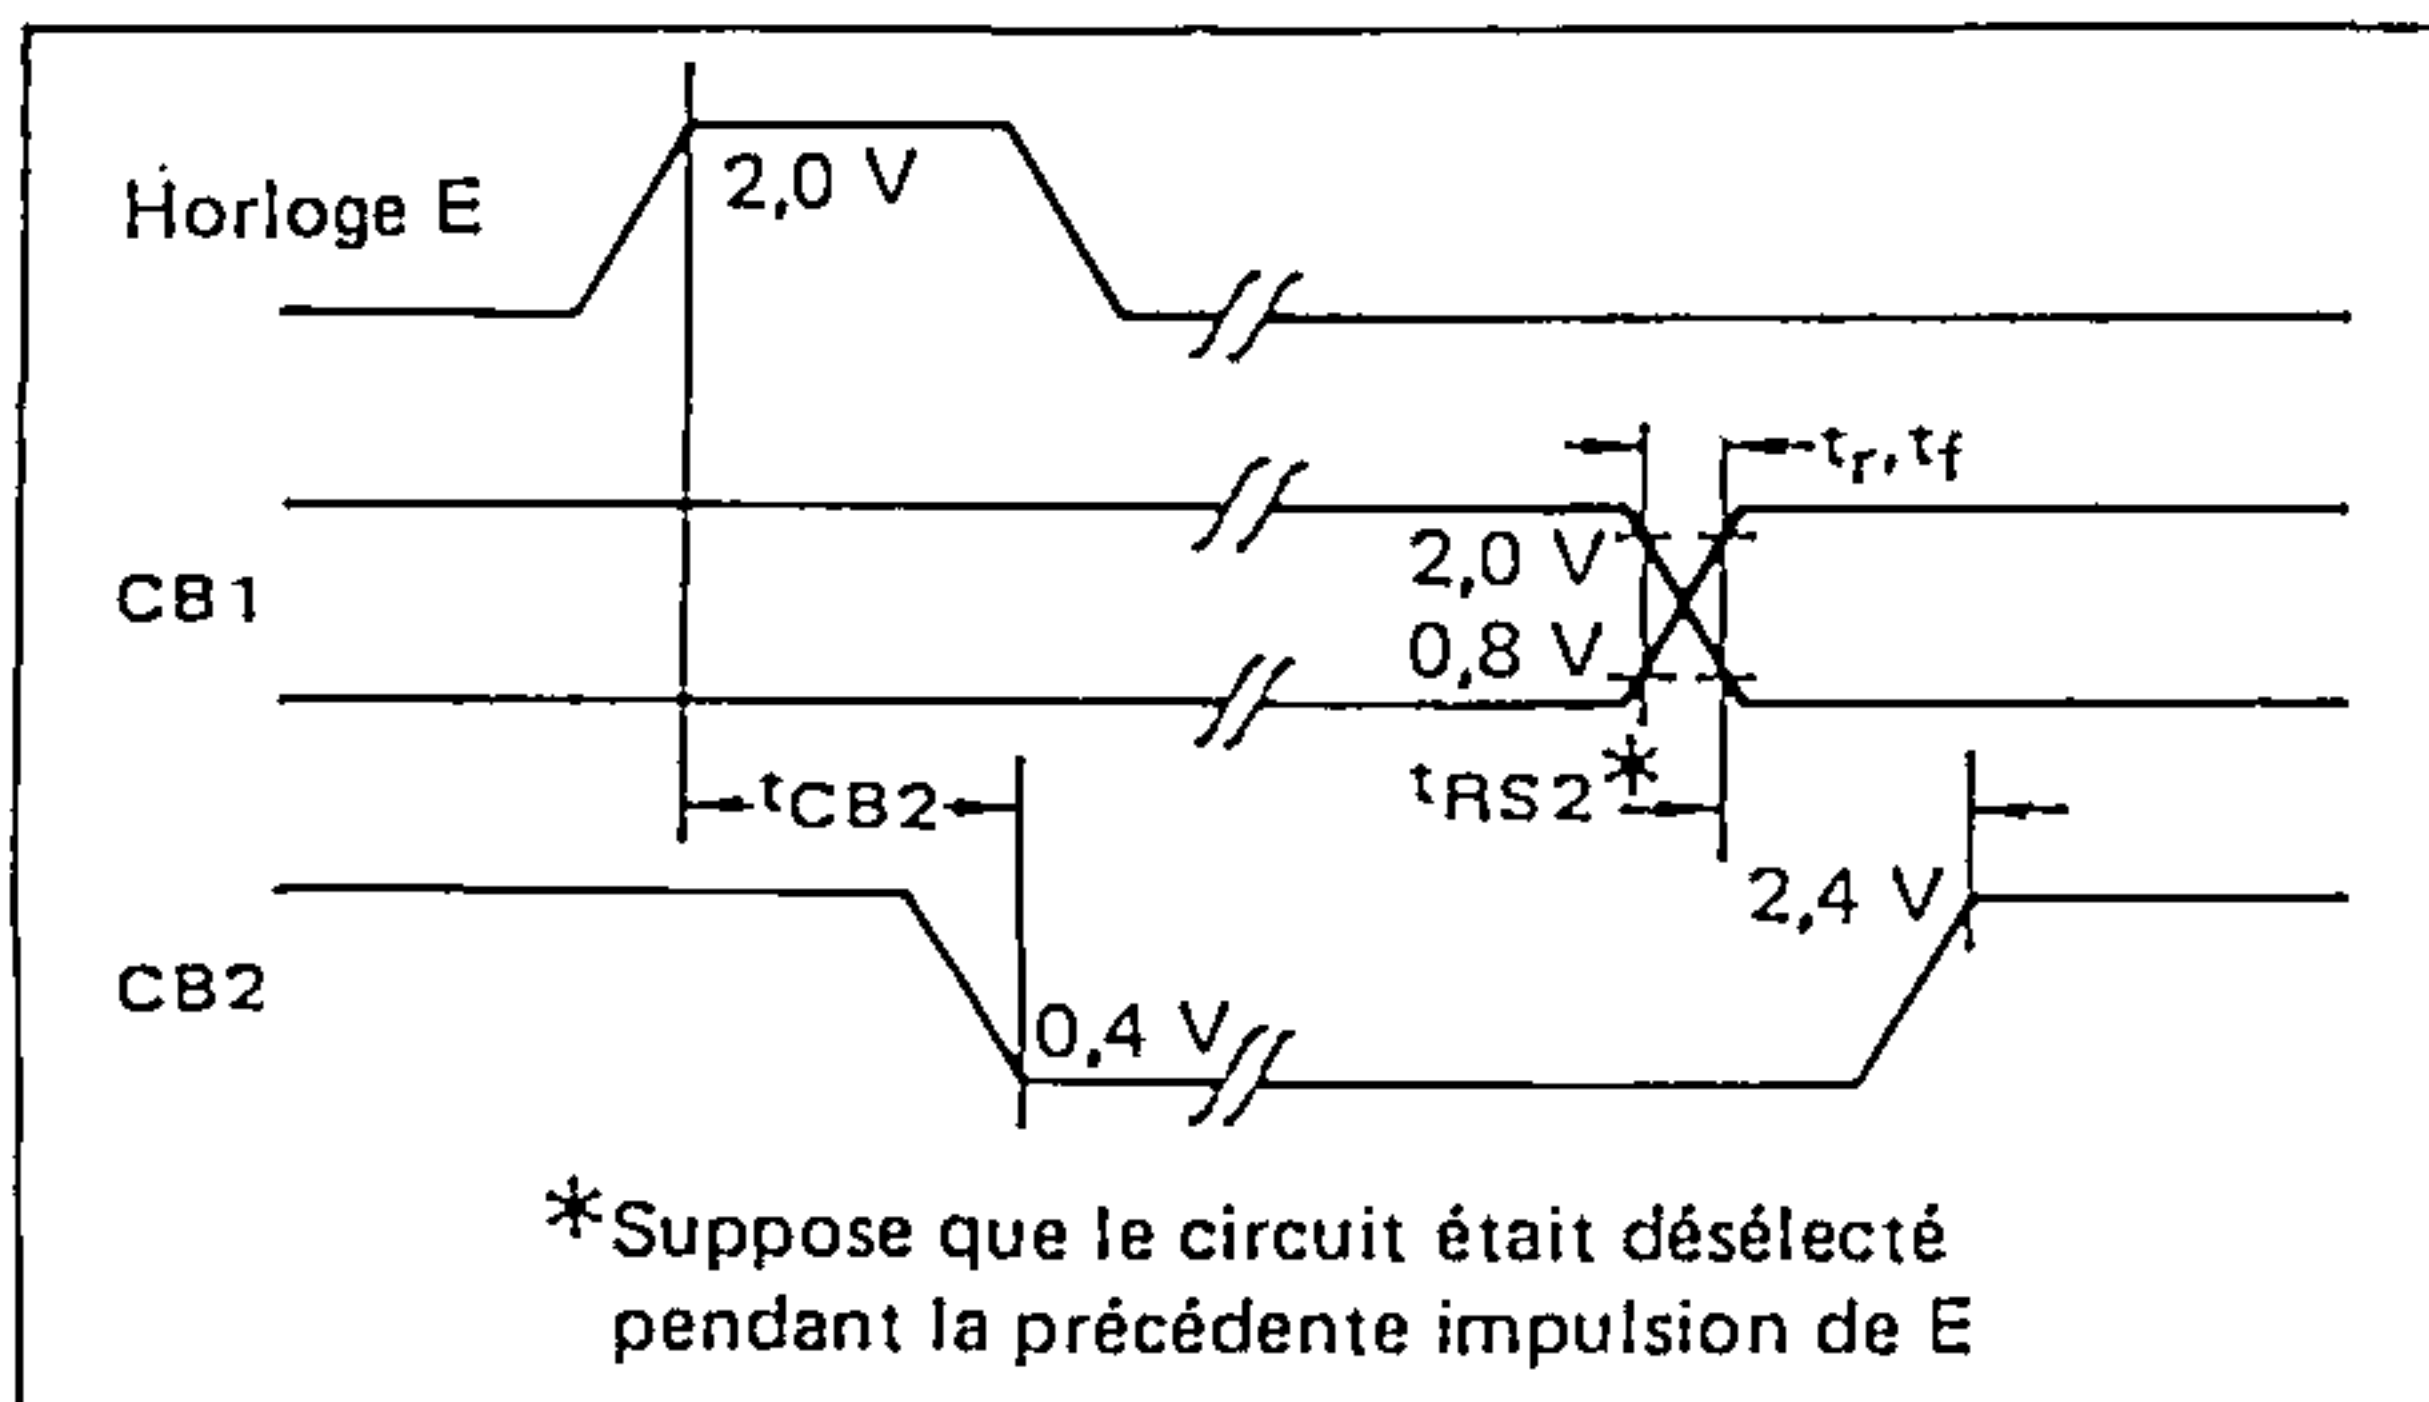 Horloge E
2,0 V
tr, tf
2,0 V
CB1
0,8 V
tCB2
tRS2*
2,4 V
CB2
0,4 V
*Suppose que le circuit était désélecté
pendant la précédente impulsion de E